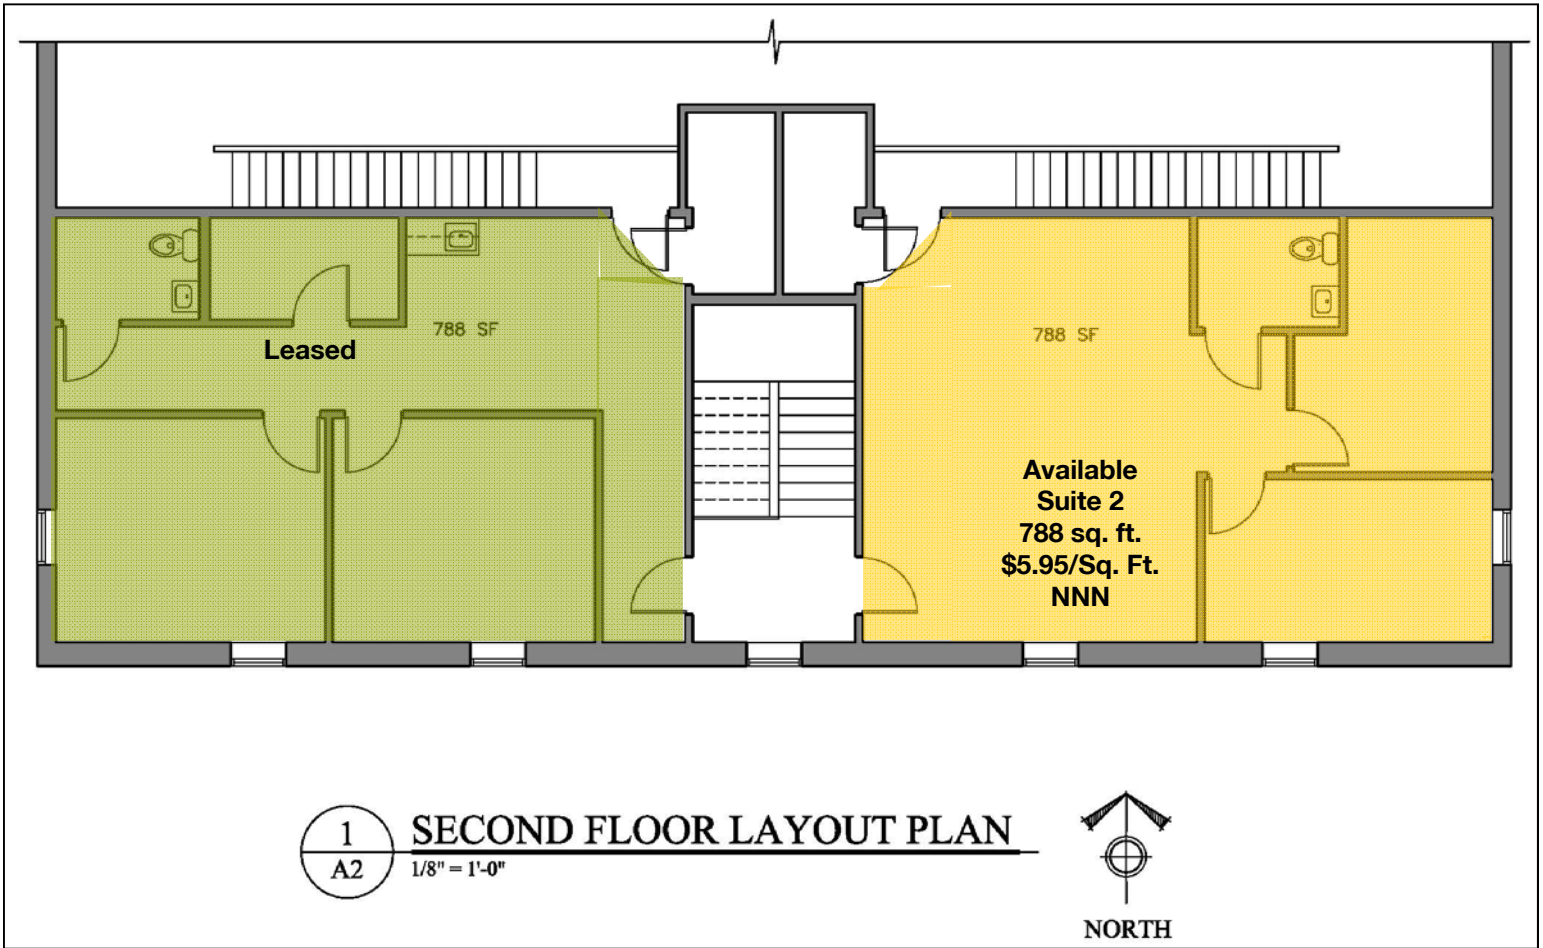 788 SF
Leased
788 SF
Available
Suite 2
788 sq. ft.
$5.95/Sq. Ft.
NNN
1
A2
SECOND FLOOR LAYOUT PLAN
1/8" = 1'-0"
NORTH